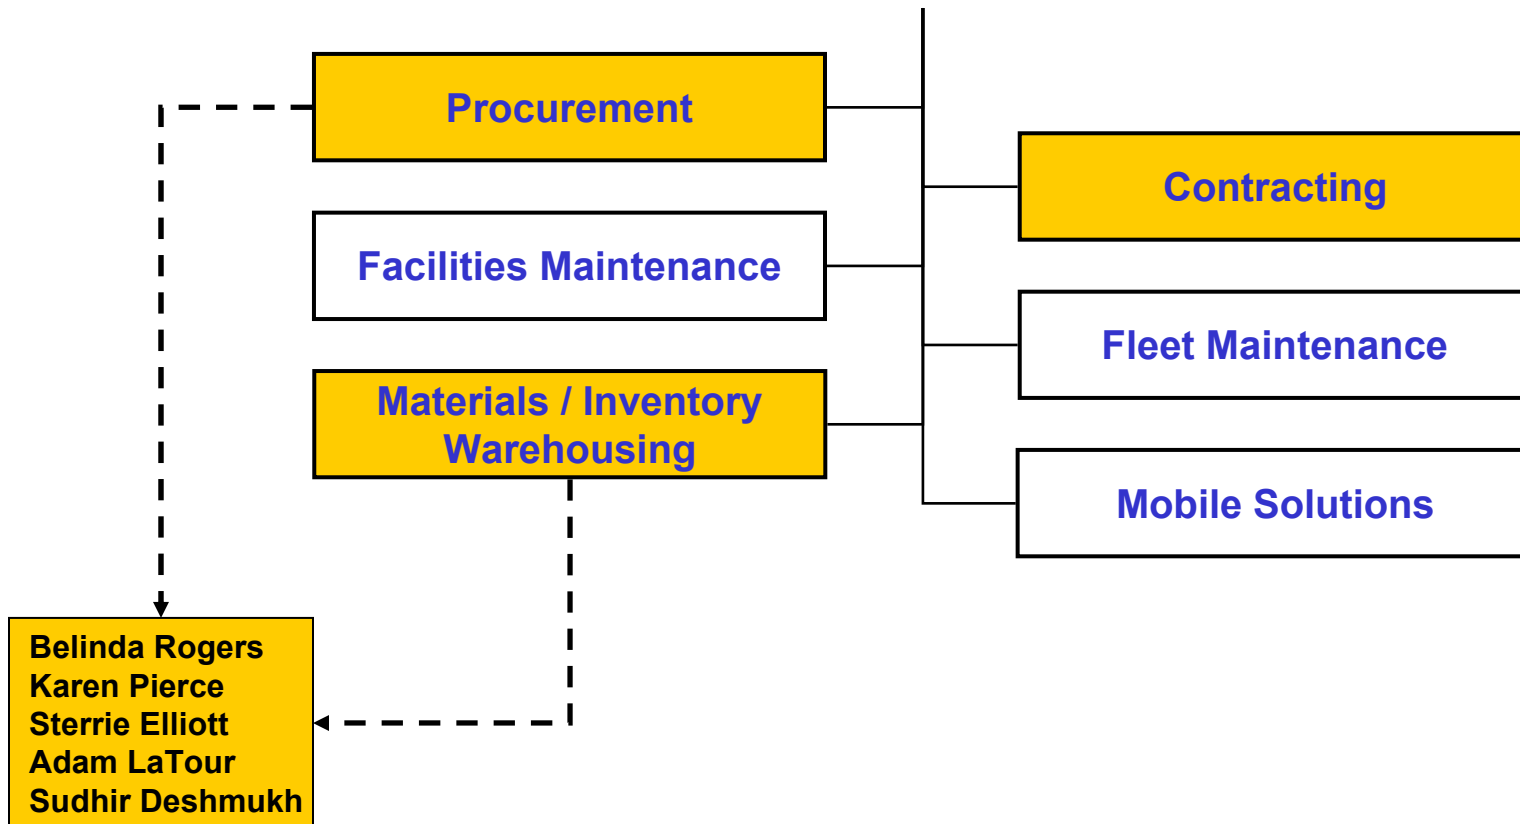 Procurement
Contracting
Facilities Maintenance
Fleet Maintenance
Materials / Inventory
Warehousing
Mobile Solutions
Belinda Rogers
Karen Pierce
Sterrie Elliott
Adam LaTour
Sudhir Deshmukh